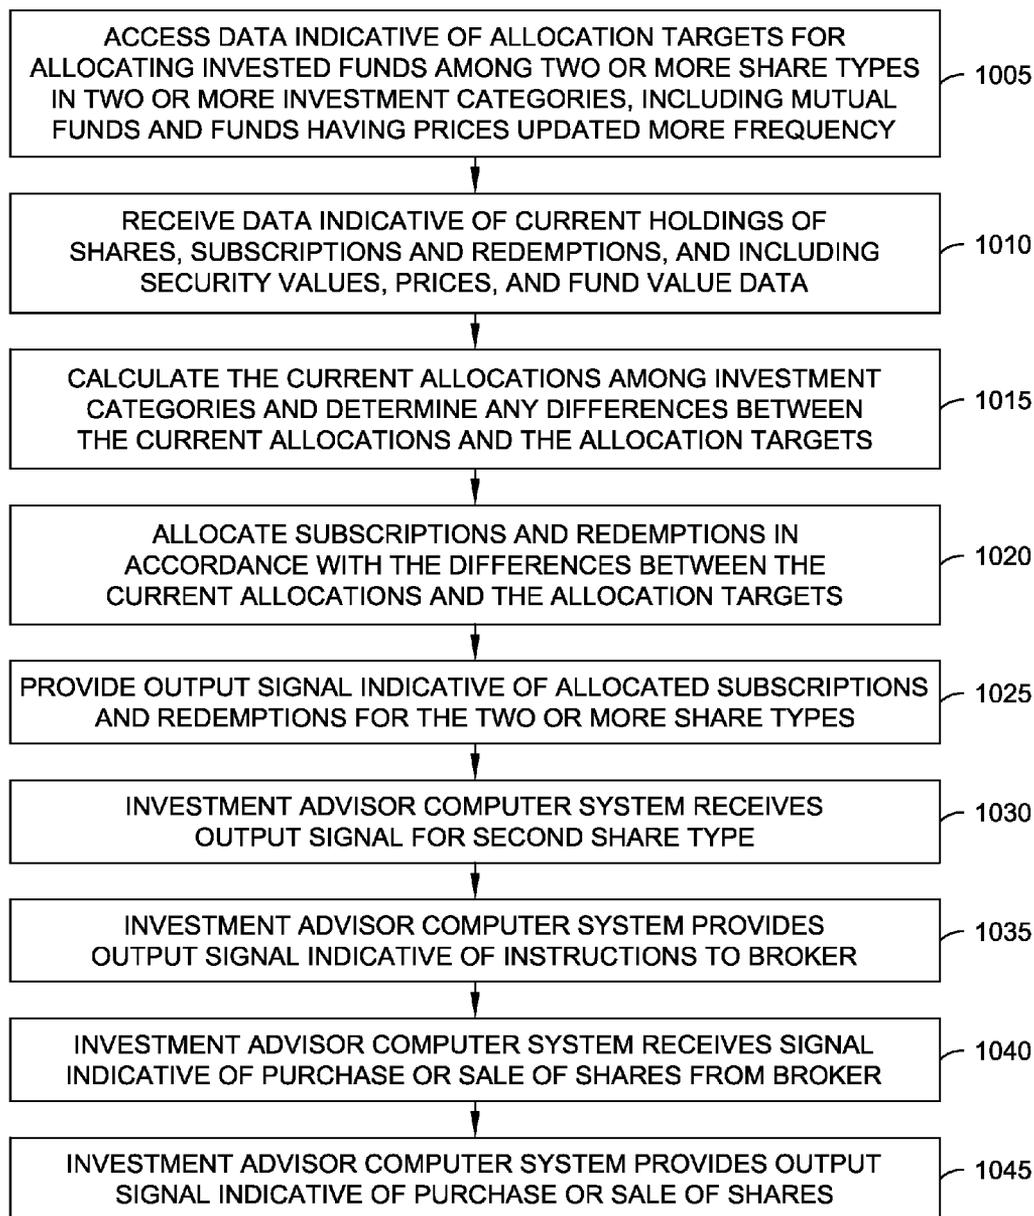 ACCESS DATA INDICATIVE OF ALLOCATION TARGETS FOR
ALLOCATING INVESTED FUNDS AMONG TWO OR MORE SHARE TYPES
IN TWO OR MORE INVESTMENT CATEGORIES, INCLUDING MUTUAL
FUNDS AND FUNDS HAVING PRICES UPDATED MORE FREQUENCY
1005
RECEIVE DATA INDICATIVE OF CURRENT HOLDINGS OF
SHARES, SUBSCRIPTIONS AND REDEMPTIONS, AND INCLUDING
SECURITY VALUES, PRICES, AND FUND VALUE DATA
1010
CALCULATE THE CURRENT ALLOCATIONS AMONG INVESTMENT
CATEGORIES AND DETERMINE ANY DIFFERENCES BETWEEN
THE CURRENT ALLOCATIONS AND THE ALLOCATION TARGETS
1015
ALLOCATE SUBSCRIPTIONS AND REDEMPTIONS IN
ACCORDANCE WITH THE DIFFERENCES BETWEEN THE
CURRENT ALLOCATIONS AND THE ALLOCATION TARGETS
1020
PROVIDE OUTPUT SIGNAL INDICATIVE OF ALLOCATED SUBSCRIPTIONS
AND REDEMPTIONS FOR THE TWO OR MORE SHARE TYPES
1025
INVESTMENT ADVISOR COMPUTER SYSTEM RECEIVES
OUTPUT SIGNAL FOR SECOND SHARE TYPE
1030
INVESTMENT ADVISOR COMPUTER SYSTEM PROVIDES
OUTPUT SIGNAL INDICATIVE OF INSTRUCTIONS TO BROKER
1035
INVESTMENT ADVISOR COMPUTER SYSTEM RECEIVES SIGNAL
INDICATIVE OF PURCHASE OR SALE OF SHARES FROM BROKER
1040
INVESTMENT ADVISOR COMPUTER SYSTEM PROVIDES OUTPUT
SIGNAL INDICATIVE OF PURCHASE OR SALE OF SHARES
1045